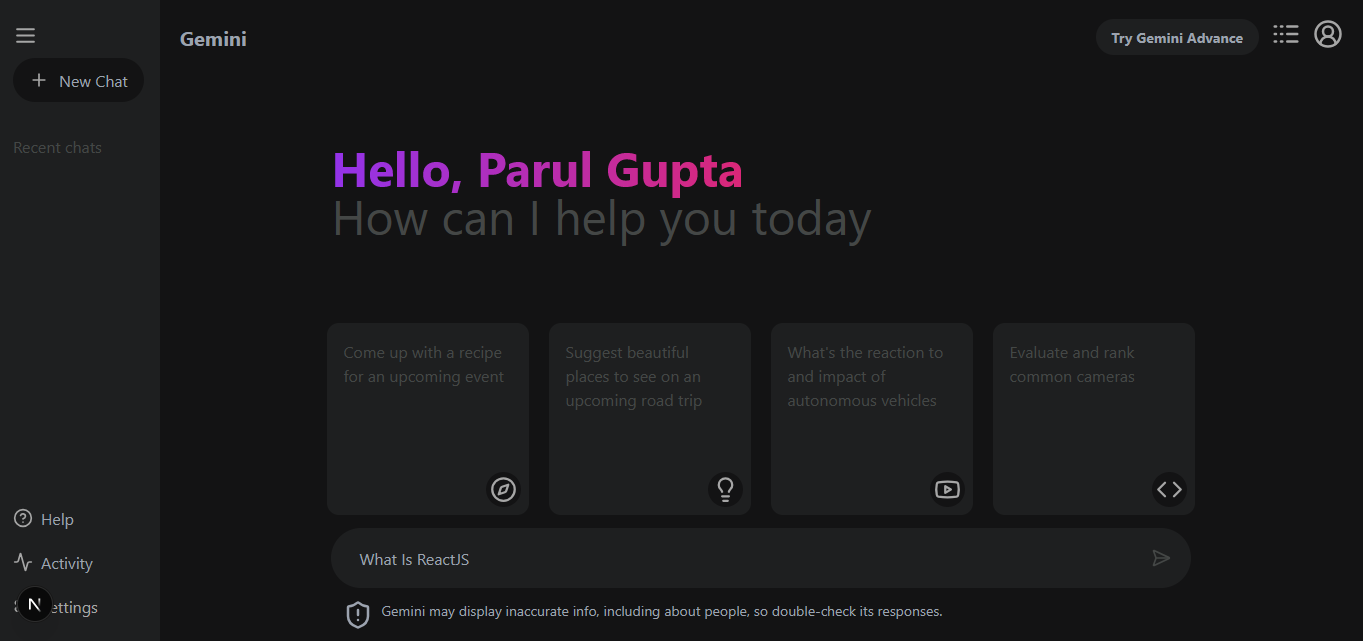 Gemini
Try Gemini Advance
New Chat
Recent chats
Hello, Parul Gupta
How can I help you today
Come up with a recipe
for an upcoming event
Suggest beautiful
places to see on an
upcoming road trip
What's the reaction to
and impact of
autonomous vehicles
Evaluate and rank
common cameras
What Is ReactJS
Gemini may display inaccurate info, including about people, so double-check its responses.
Help
Activity
N
ettings